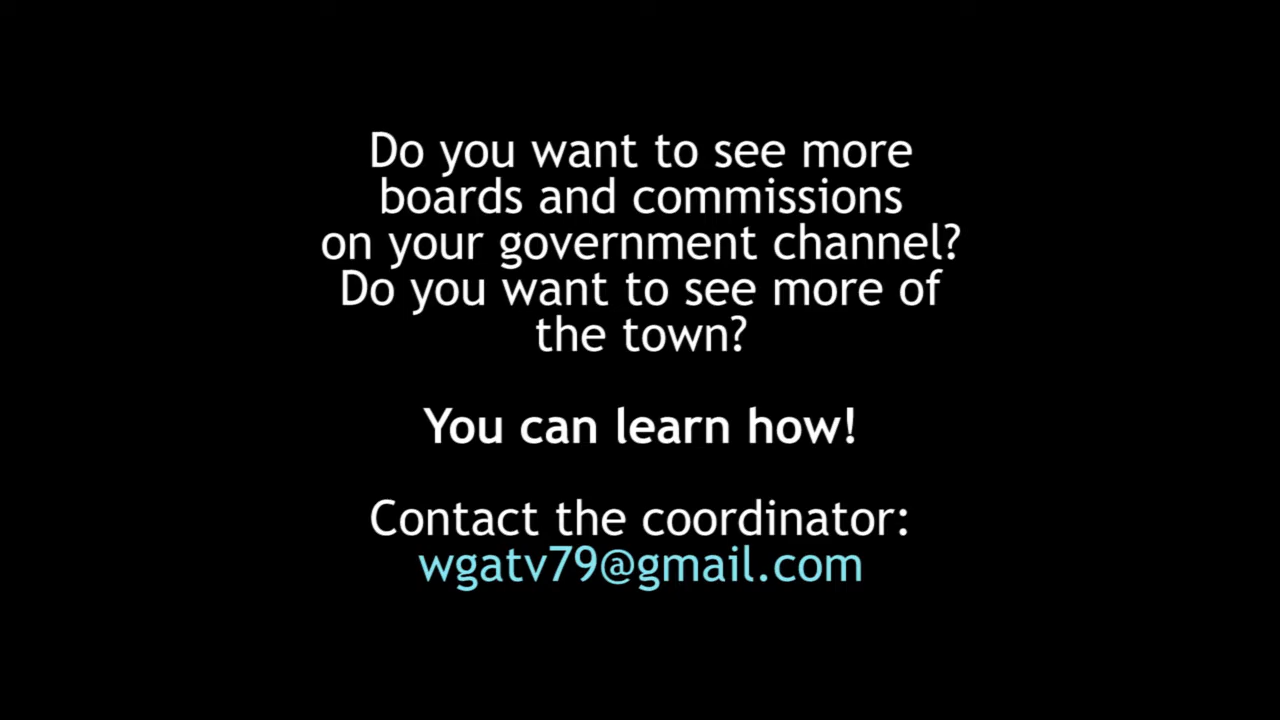 Do you want to see more
boards and commissions
on your government channel?
Do you want to see more of
the town?
You can learn how!
Contact the coordinator:
wgatv79@gmail.com